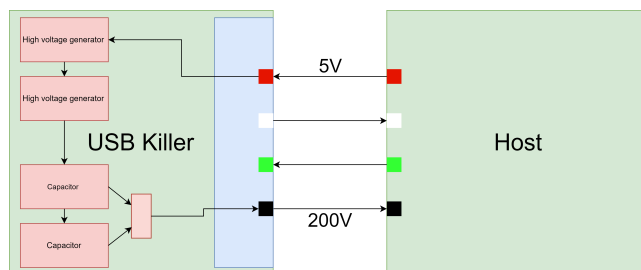 High voltage generator
High voltage generator
USB Killer
Capacitor
Capacitor
5V
200V
Host